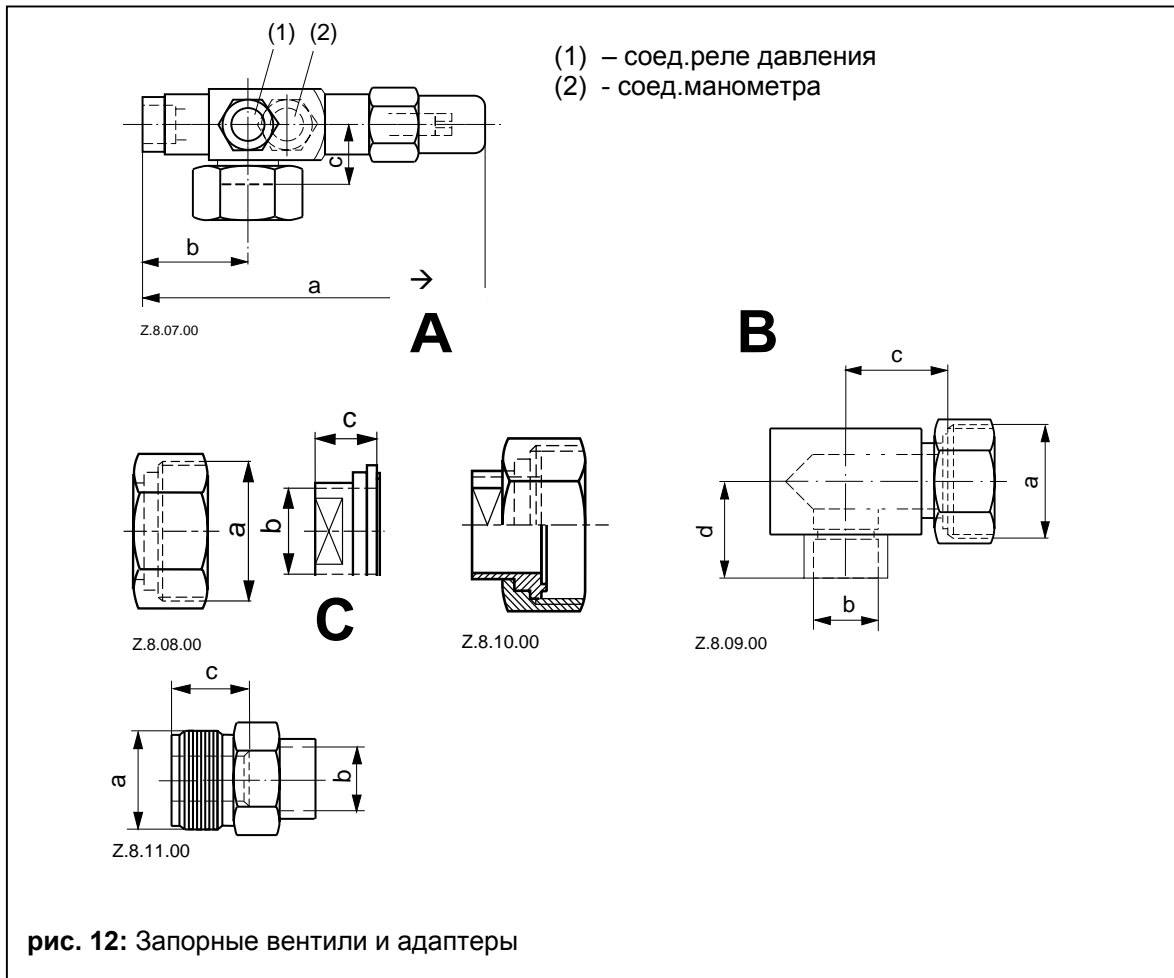 (1) (2)
(1) – соед.реле давления
(2) - соед.манометра
c
b
a →
Z.8.07.00
A
B
c
a
d
b
Z.8.09.00
c
a
b
C
Z.8.08.00
Z.8.10.00
c
a
b
Z.8.11.00
рис. 12: Запорные вентили и адаптеры